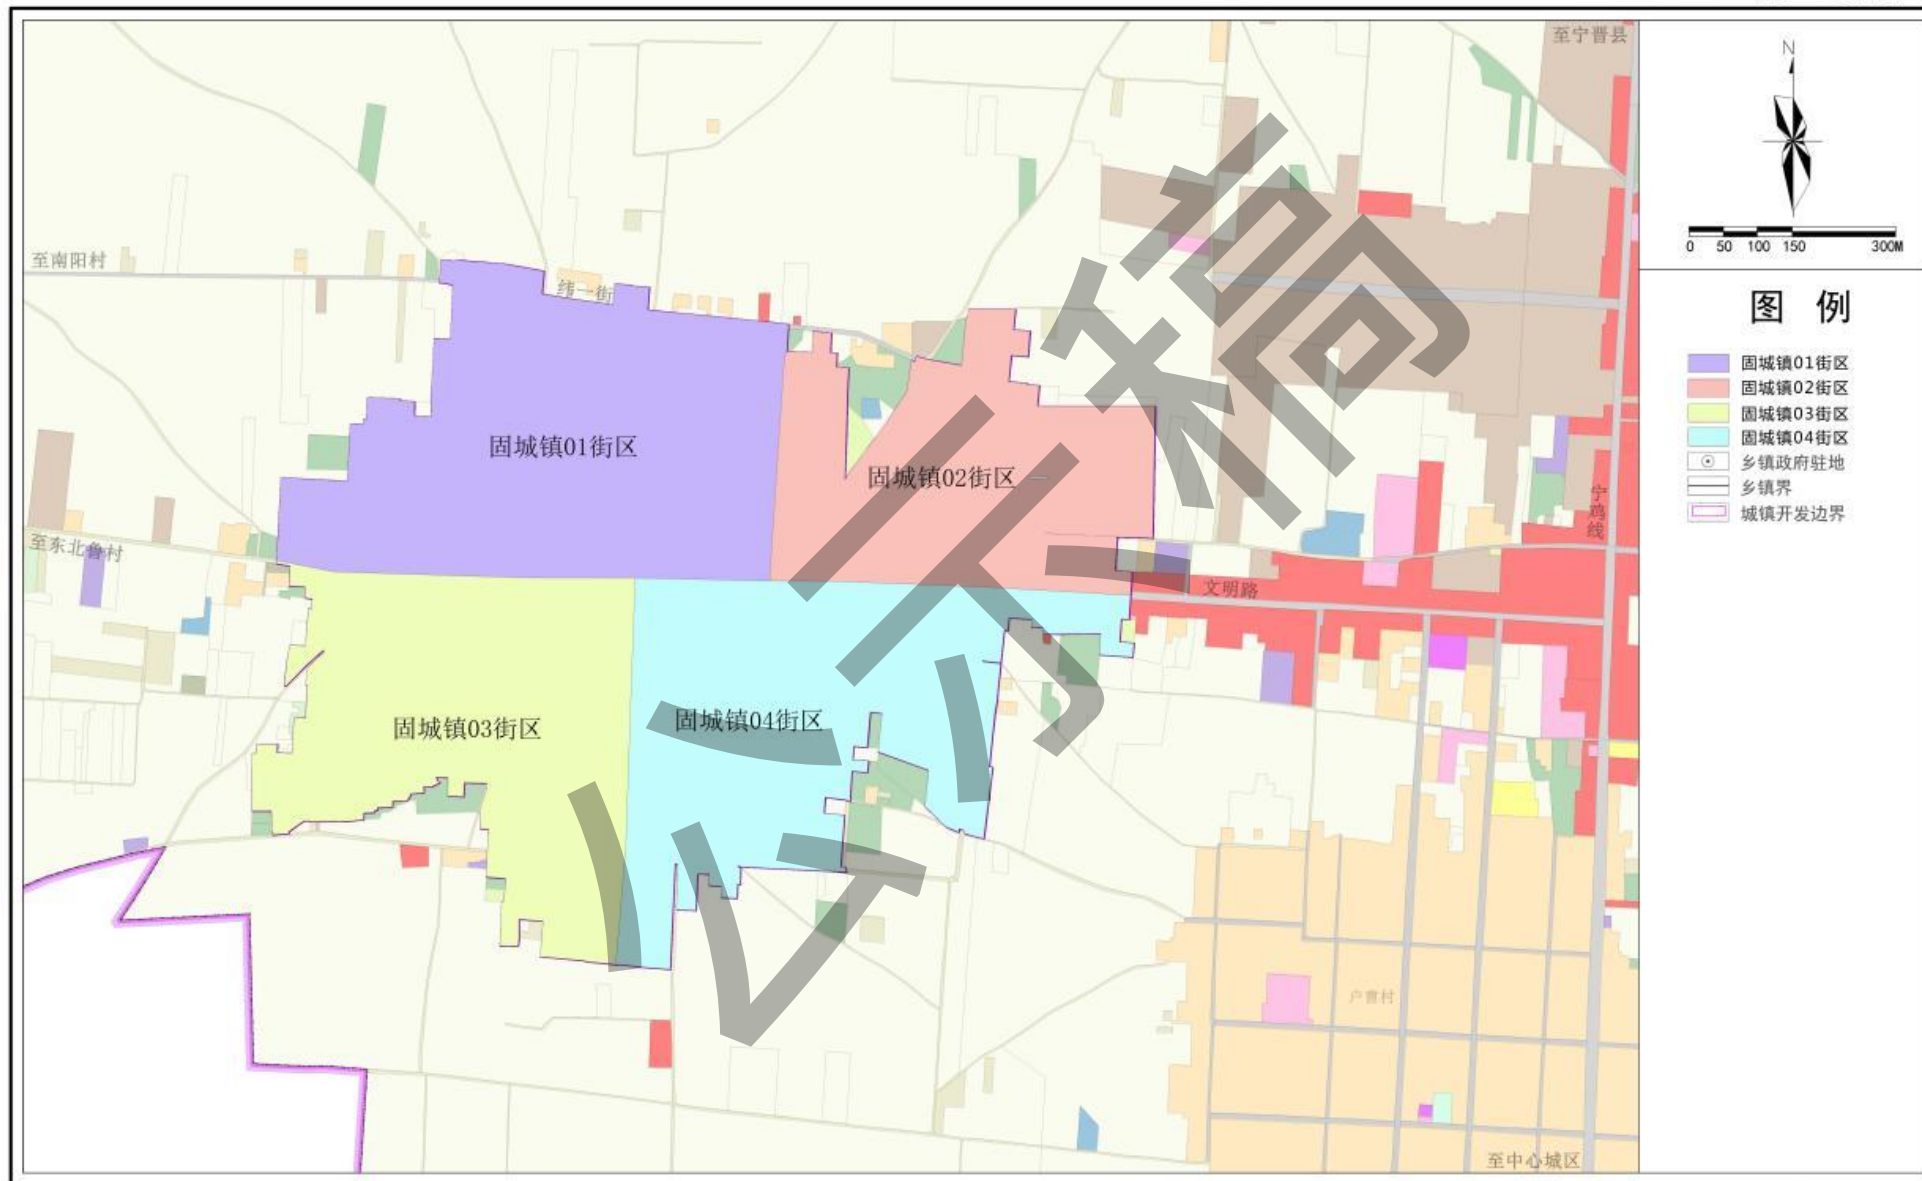 至宁晋县
N
0 50 100 150 300M
至南阳村
纬一街
图 例
固城镇01街区
固城镇02街区
固城镇03街区
固城镇04街区
乡镇政府驻地
乡镇界
城镇开发边界
固城镇01街区
固城镇02街区
宁鸡线
至东北鲁村
文明路
固城镇03街区
固城镇04街区
户曹村
至中心城区
公示稿